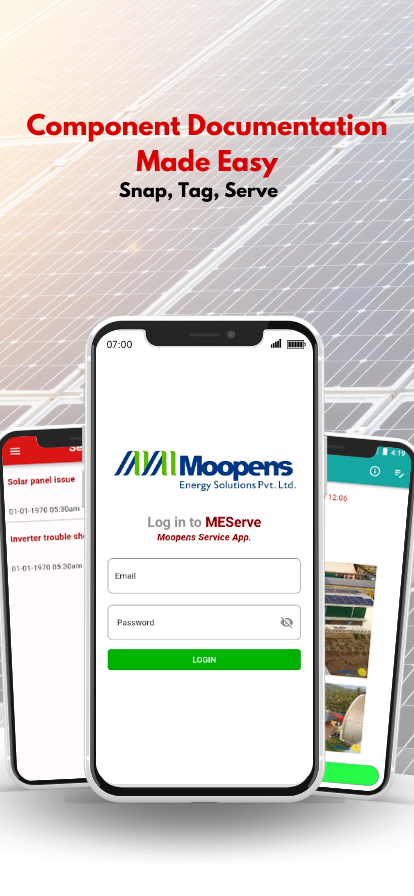 Component Documentation
Made Easy
Snap, Tag, Serve
07:00
4:19
Solar panel issue
01-01-1970 05:30am
Inverter trouble
01-01-1970 05.30am
12:06
Moopens
Energy Solutions Pvt. Ltd.
Log in to MEServe
Moopens Service App.
Email
Password
LOGIN